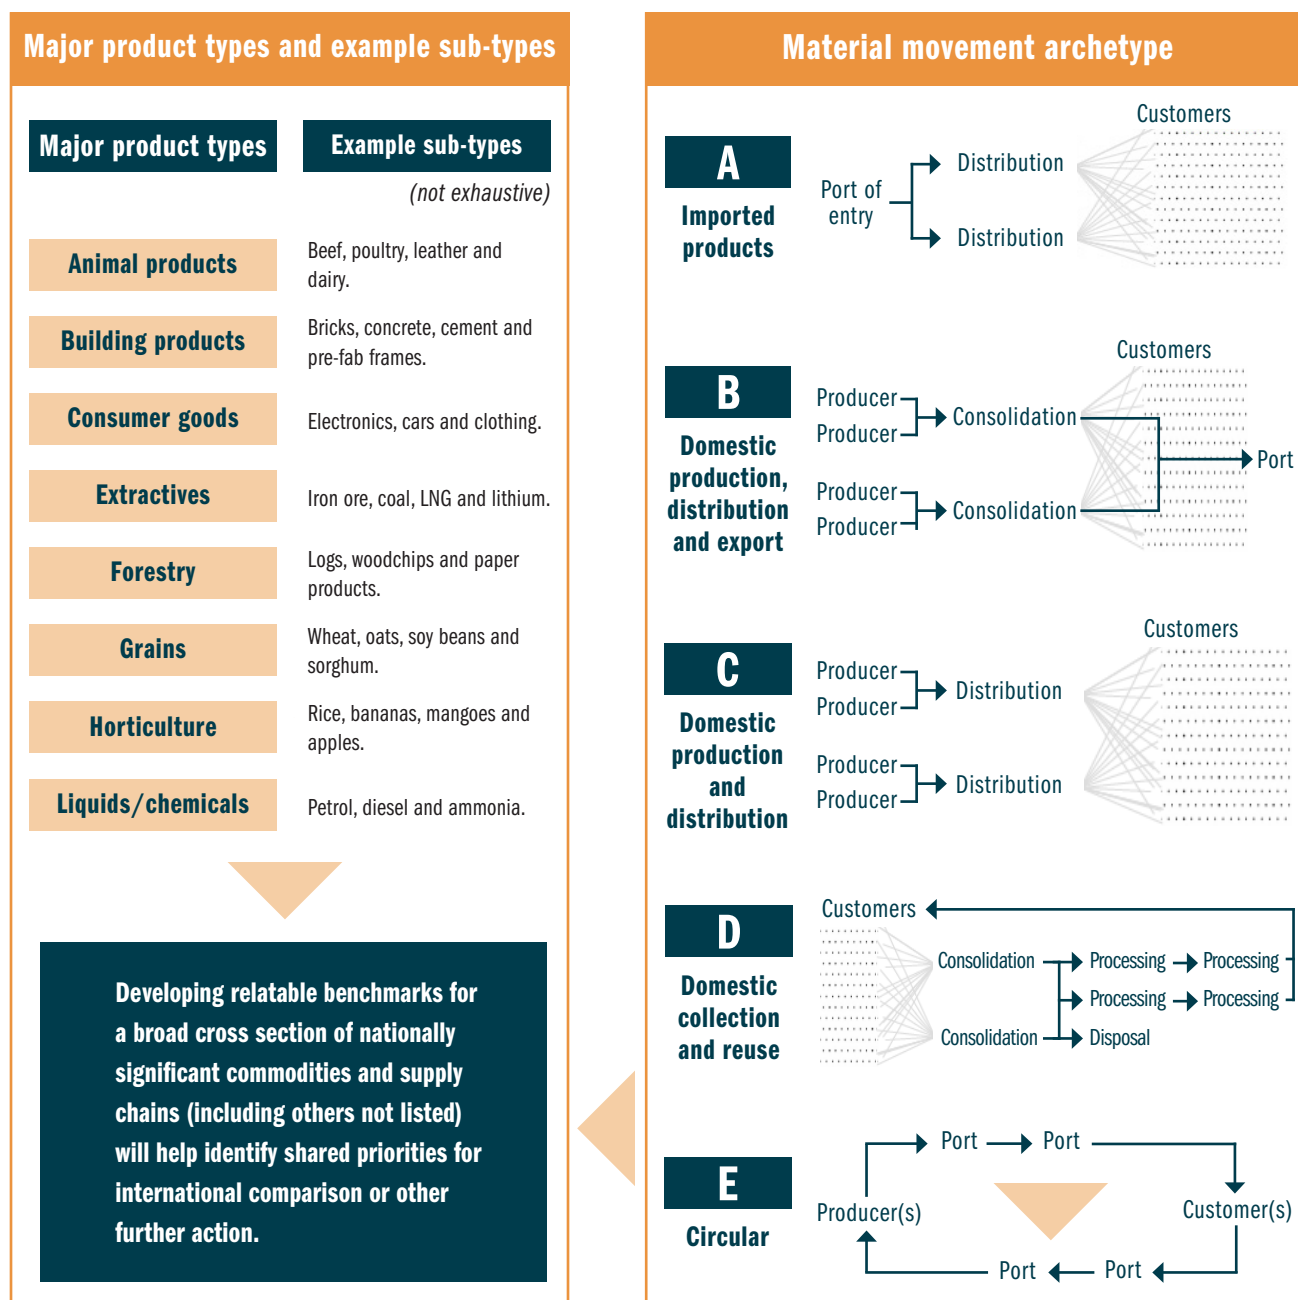 Major product types and example sub-types
Major product types
Example sub-types
(not exhaustive)
Animal products
Beef, poultry, leather and
dairy.
Building products
Bricks, concrete, cement and
pre-fab frames.
Consumer goods
Electronics, cars and clothing.
Extractives
Iron ore, coal, LNG and lithium.
Forestry
Logs, woodchips and paper
products.
Grains
Wheat, oats, soy beans and
sorghum.
Horticulture
Rice, bananas, mangoes and
apples.
Liquids/chemicals
Petrol, diesel and ammonia.
Developing relatable benchmarks for
a broad cross section of nationally
significant commodities and supply
chains (including others not listed)
will help identify shared priorities for
international comparison or other
further action.
Material movement archetype
A
Imported
products
Port of
entry
Distribution
Distribution
Customers
B
Domestic
production,
distribution
and export
Producer
Producer
Consolidation
Producer
Producer
Consolidation
Customers
Port
C
Domestic
production
and
distribution
Producer
Producer
Distribution
Producer
Producer
Distribution
Customers
D
Domestic
collection
and reuse
Customers
Consolidation
Processing
Processing
Processing
Processing
Consolidation
Disposal
E
Circular
Port
Port
Producer(s)
Customer(s)
Port
Port